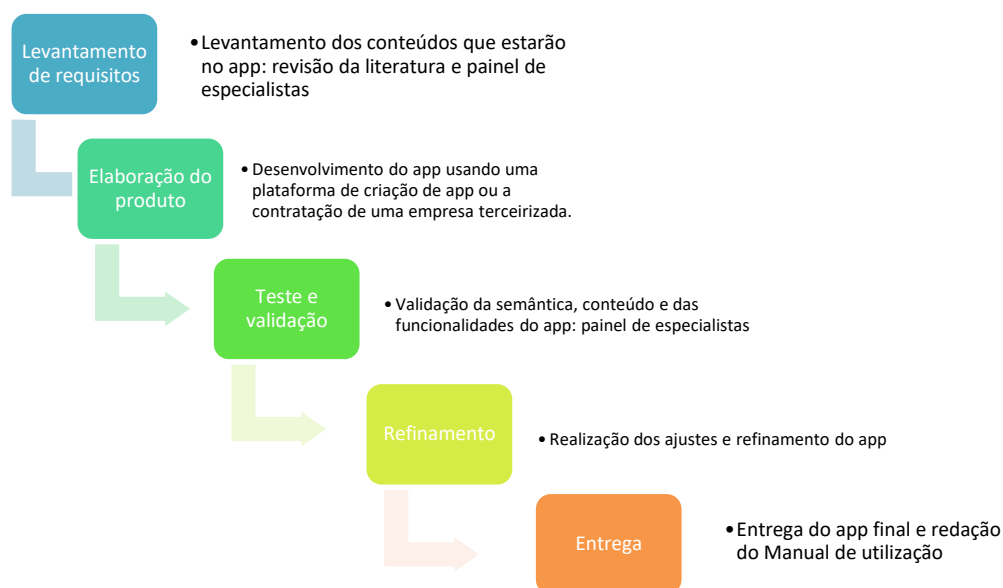 Levantamento
de requisitos
•Levantamento dos conteúdos que estarão
no app: revisão da literatura e painel de
especialistas
Elaboração do
produto
• Desenvolvimento do app usando uma
plataforma de criação de app ou a
contratação de uma empresa terceirizada.
Teste e
validação
• Validação da semântica, conteúdo e das
funcionalidades do app: painel de especialistas
Refinamento
• Realização dos ajustes e refinamento do app
Entrega
•Entrega do app final e redação
do Manual de utilização